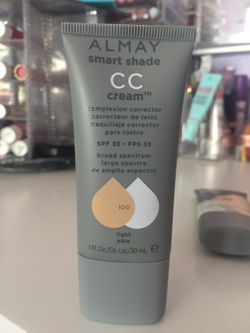 ALMAY
smart shade
CC
cream™
complexion corrector
correcteur de teint
maquillaje corrector
para rostro
SPF 35 • FPS 35
broad spectrum
large spectre
de amplio espectro
100
light
pâle
1 Fl.Oz./Oz. Liq./30 mL e